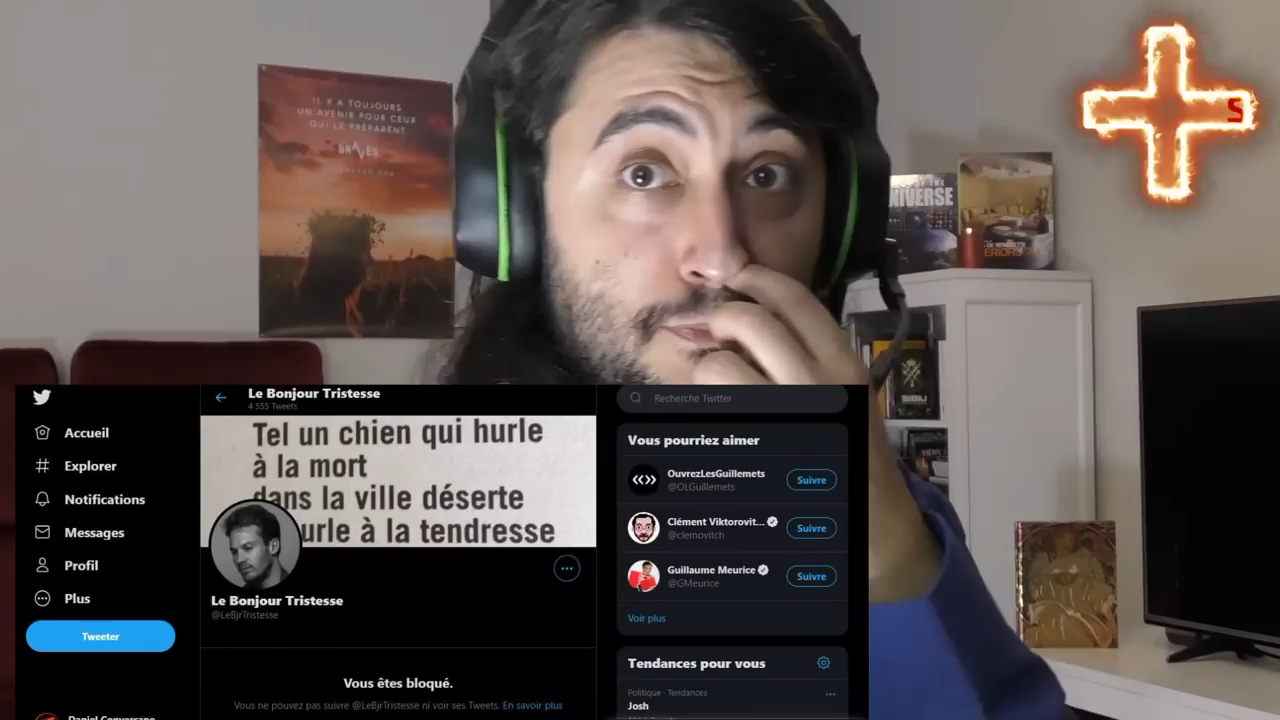 IL Y A TOUJOURS
UN AVENIR POUR CEUX
QUI LE PRÉPARENT
BRAVES
S
THE
NIVERSE
ERIORS
BIBLI
Le Bonjour Tristesse
4 555 Tweets
Accueil
Explorer
Notifications
Messages
Profil
Plus
Tweeter
Daniel Conversano
Tel un chien qui hurle
à la mort
dans la ville déserte
urle à la tendresse
Le Bonjour Tristesse
@LeBjrTristesse
Vous êtes bloqué.
Vous ne pouvez pas suivre @LeBjrTristesse ni voir ses Tweets. En savoir plus
Recherche Twitter
Vous pourriez aimer
OuvrezLesGuillemets
@OLGuillemets
Suivre
Clément Viktorovit...
@clemovitch
Suivre
Guillaume Meurice
@GMeurice
Suivre
Voir plus
Tendances pour vous
Politique · Tendances
Josh